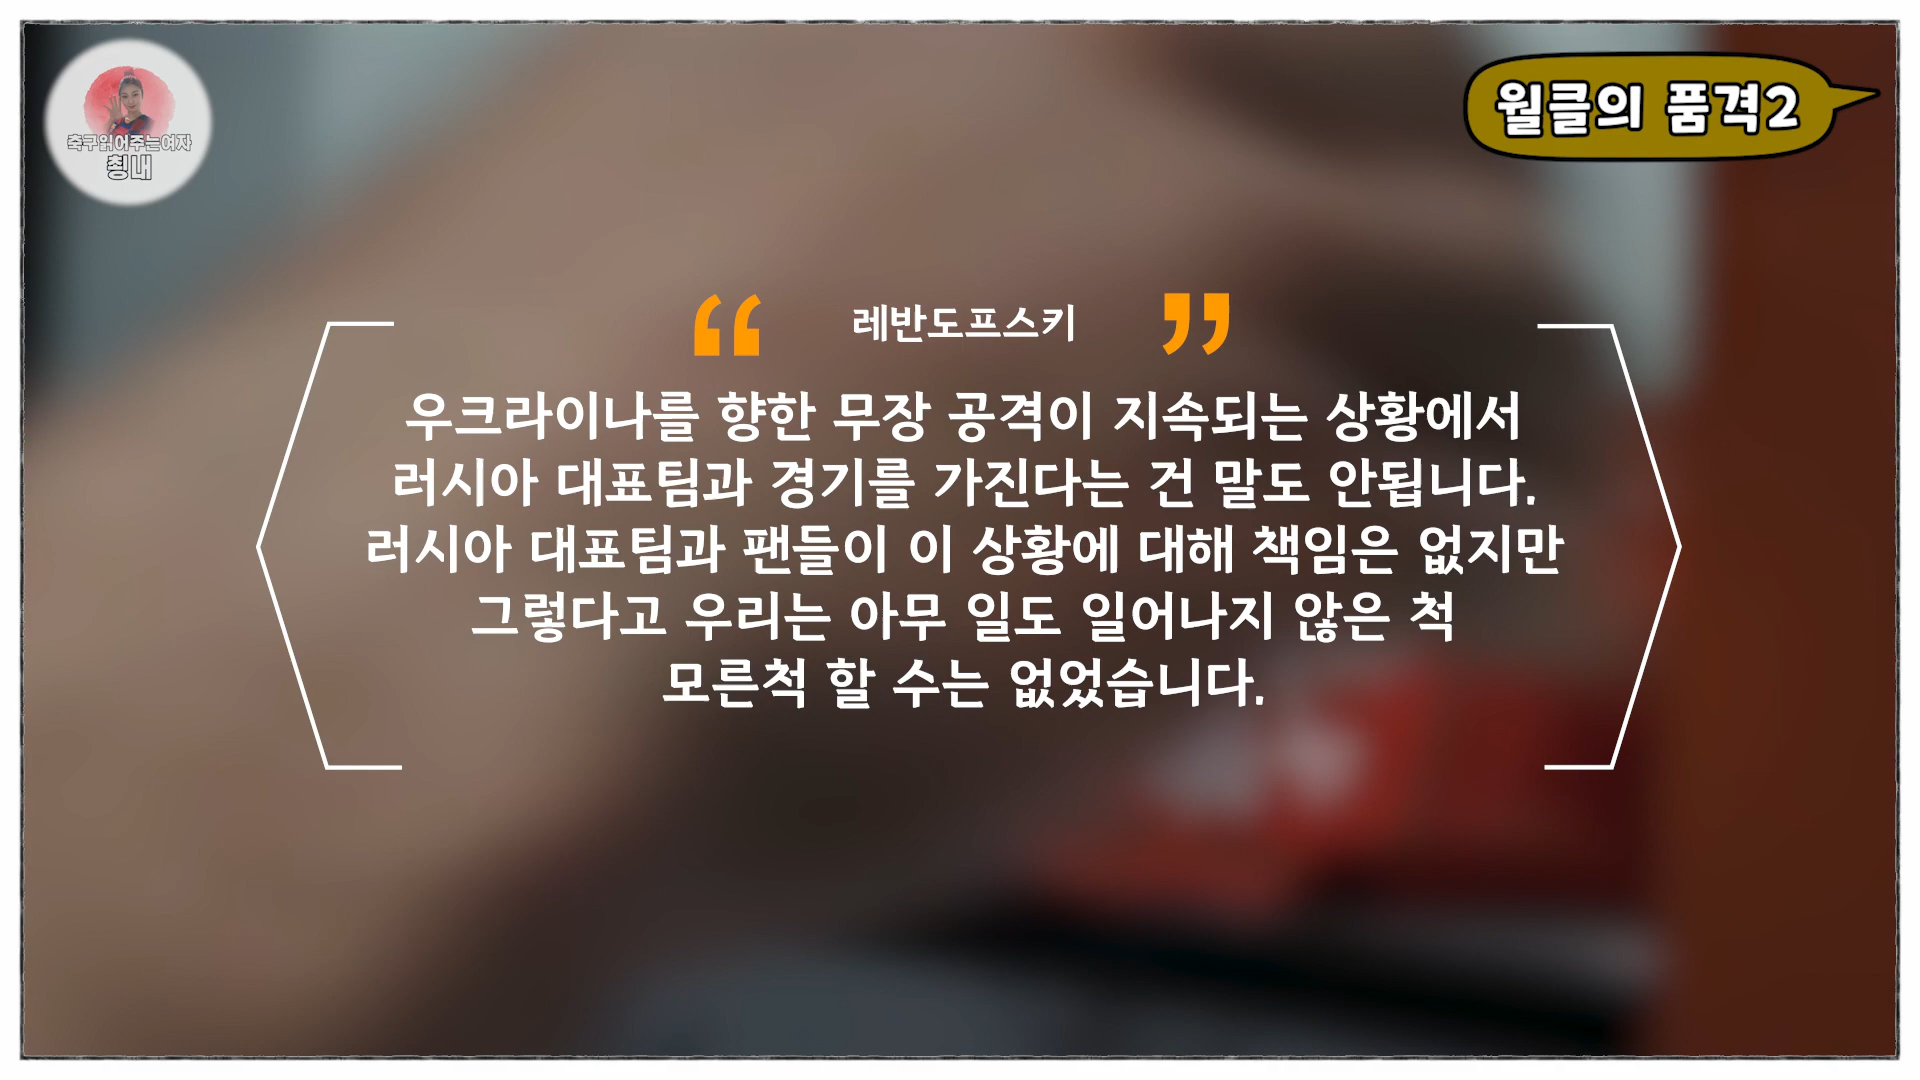 축구읽어주는여자
칭내
월클의 품격2
“ 레반도프스키 ”
우크라이나를 향한 무장 공격이 지속되는 상황에서
러시아 대표팀과 경기를 가진다는 건 말도 안됩니다.
러시아 대표팀과 팬들이 이 상황에 대해 책임은 없지만
그렇다고 우리는 아무 일도 일어나지 않은 척
모른척 할 수는 없었습니다.